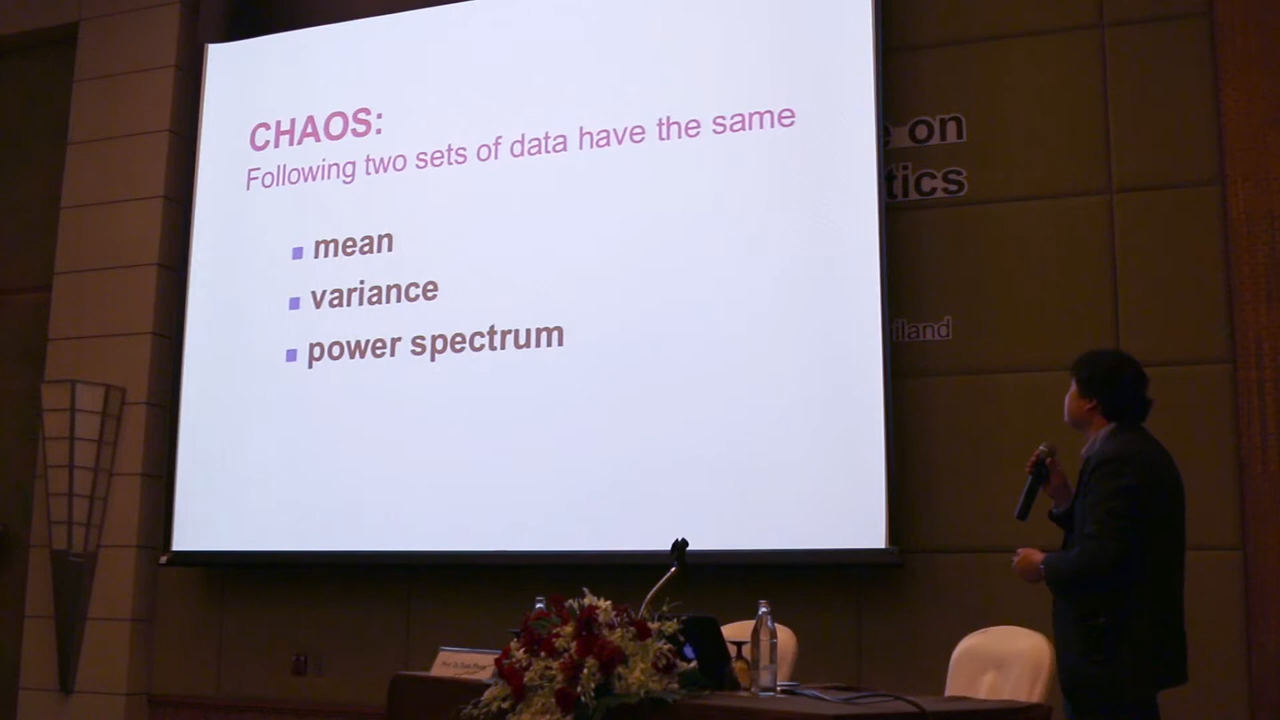 CHAOS:
Following two sets of data have the same
mean
variance
power spectrum
e on
tics
iland